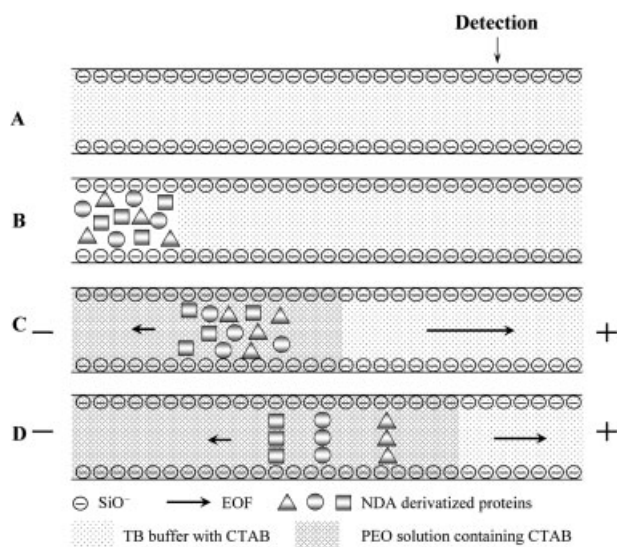 Detection
A
B
C − +
D − +
⊖ SiO⁻ → EOF △ ○ □ NDA derivatized proteins
TB buffer with CTAB PEO solution containing CTAB